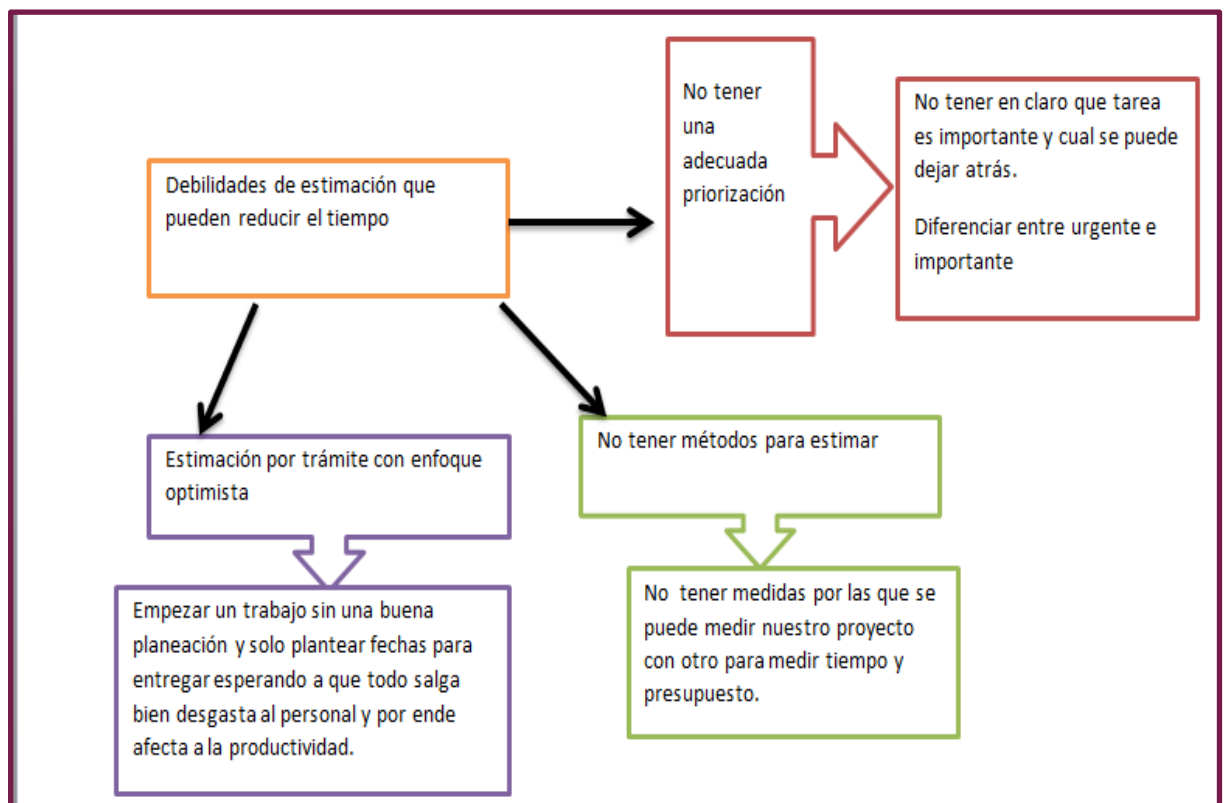 Debilidades de estimación que
pueden reducir el tiempo
No tener
una
adecuada
priorización
No tener en claro que tarea
es importante y cual se puede
dejar atrás.
Diferenciar entre urgente e
importante
Estimación por trámite con enfoque
optimista
Empezar un trabajo sin una buena
planeación y solo plantear fechas para
entregar esperando a que todo salga
bien desgasta al personal y por ende
afecta a la productividad.
No tener métodos para estimar
No tener medidas por las que se
puede medir nuestro proyecto
con otro para medir tiempo y
presupuesto.